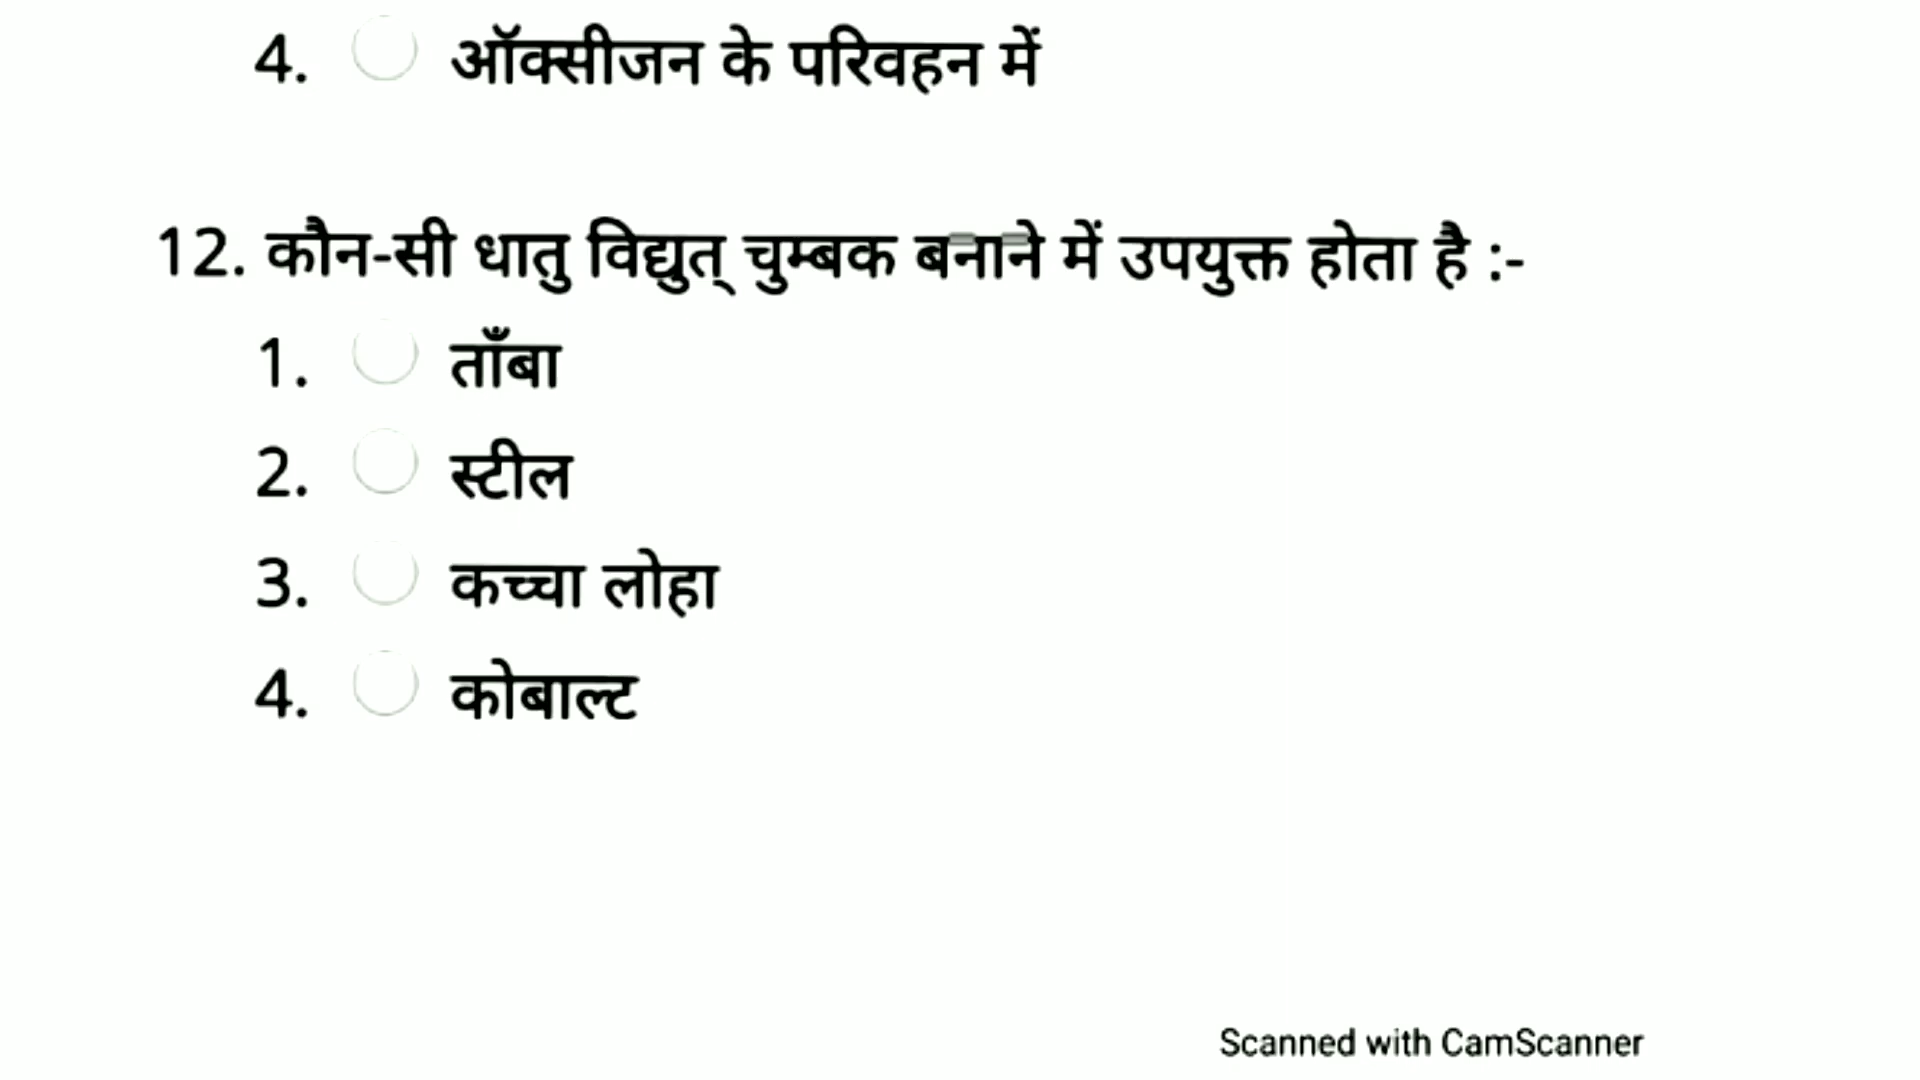 4. ऑक्सीजन के परिवहन में
12. कौन-सी धातु विद्युत् चुम्बक बनाने में उपयुक्त होता है :-
1. ताँबा
2. स्टील
3. कच्चा लोहा
4. कोबाल्ट
Scanned with CamScanner